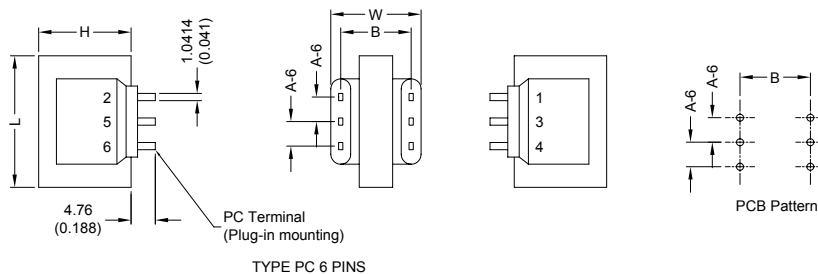 H
1.0414
(0.041)
L
2
5
6
4.76
(0.188)
PC Terminal
(Plug-in mounting)
TYPE PC 6 PINS
W
B
A-6
A-6
1
3
4
B
A-6
A-6
PCB Pattern